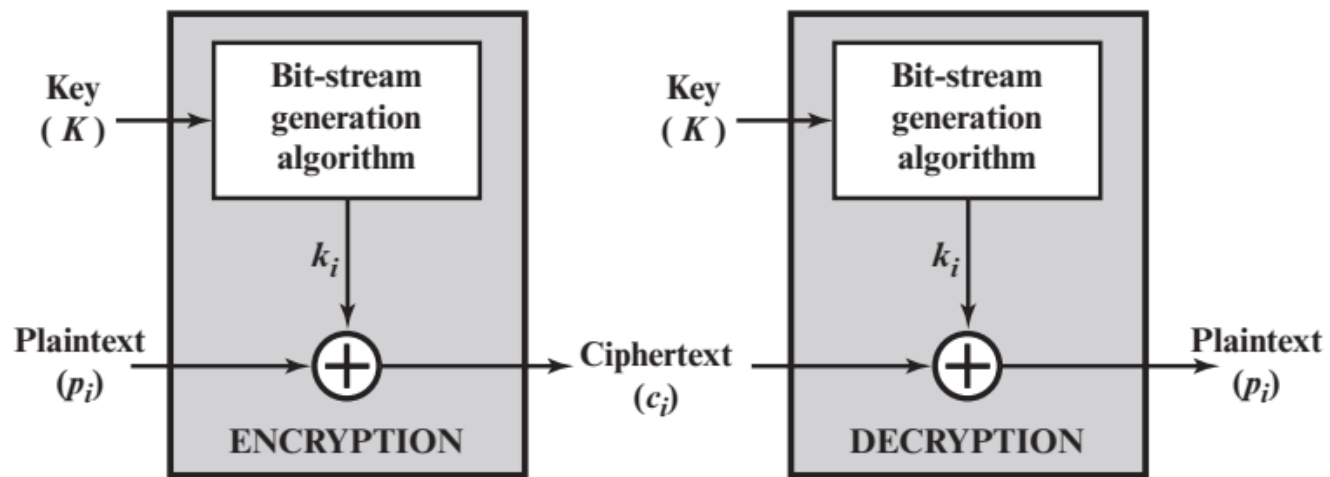 Key
( K )
Bit-stream
generation
algorithm
k_i
Plaintext
(p_i)
ENCRYPTION
Ciphertext
(c_i)
Key
( K )
Bit-stream
generation
algorithm
k_i
Plaintext
(p_i)
DECRYPTION